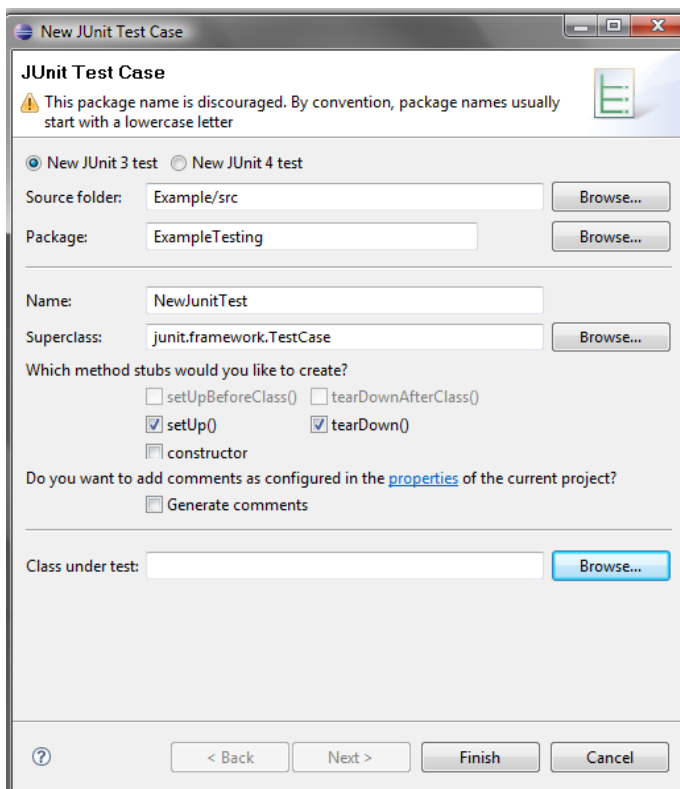 New JUnit Test Case
JUnit Test Case
This package name is discouraged. By convention, package names usually
start with a lowercase letter
New JUnit 3 test New JUnit 4 test
Source folder: Example/src Browse...
Package: ExampleTesting Browse...
Name: NewJunitTest
Superclass: junit.framework.TestCase Browse...
Which method stubs would you like to create?
setUpBeforeClass() tearDownAfterClass()
setUp() tearDown()
constructor
Do you want to add comments as configured in the properties of the current project?
Generate comments
Class under test: Browse...
? < Back Next > Finish Cancel